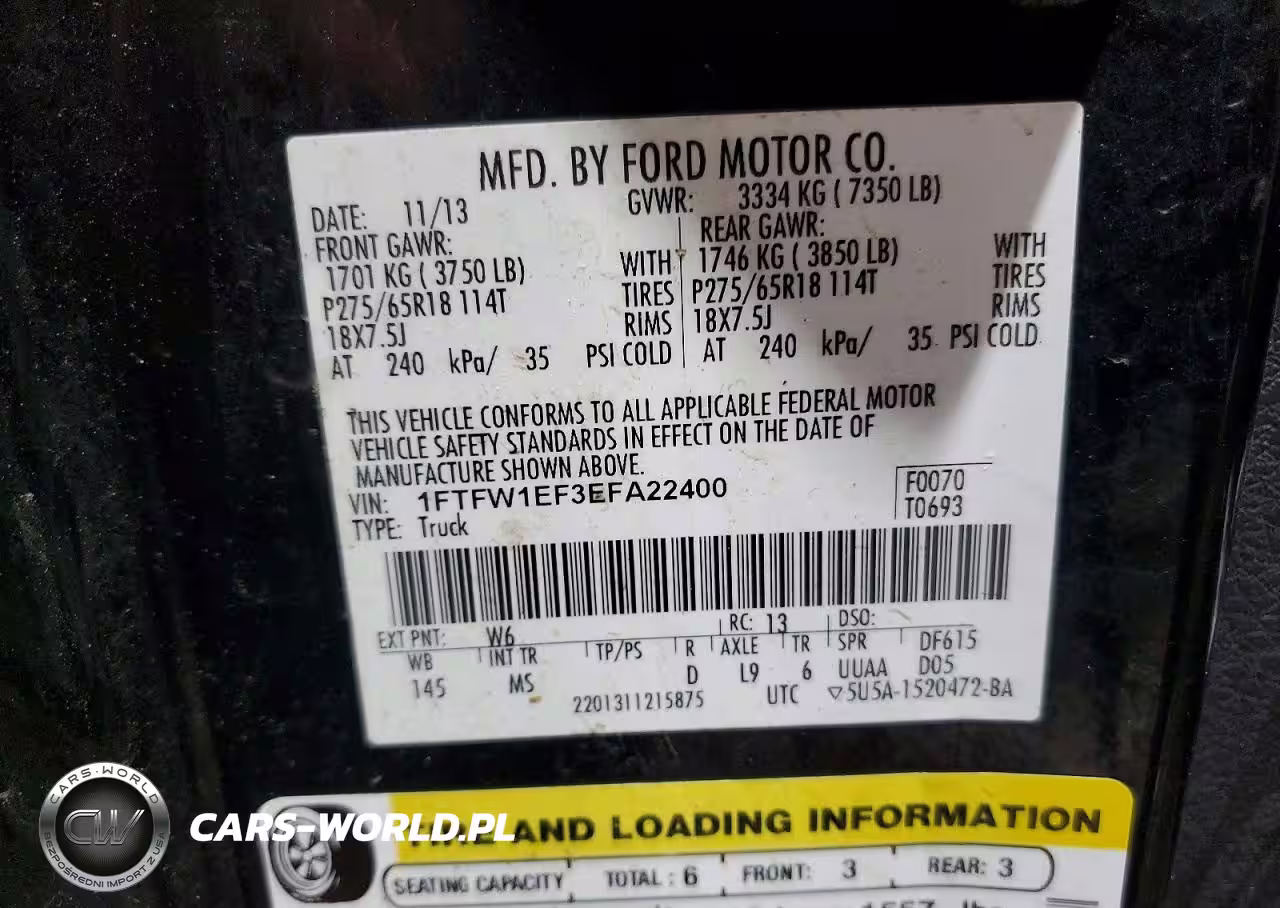 MFD. BY FORD MOTOR CO.
DATE: 11/13 GVWR: 3334 KG ( 7350 LB)
FRONT GAWR: REAR GAWR:
1701 KG ( 3750 LB) WITH 1746 KG ( 3850 LB) WITH
P275/65R18 114T TIRES P275/65R18 114T TIRES
18X7.5J RIMS 18X7.5J RIMS
AT 240 kPa/ 35 PSI COLD AT 240 kPa/ 35 PSI COLD
THIS VEHICLE CONFORMS TO ALL APPLICABLE FEDERAL MOTOR
VEHICLE SAFETY STANDARDS IN EFFECT ON THE DATE OF
MANUFACTURE SHOWN ABOVE.
VIN: 1FTFW1EF3EFA22400
F0070
TYPE: Truck
T0693
EXT PNT: W6 RC: 13 DSO:
WB INT TR TP/PS R AXLE TR SPR DF615
145 MS D L9 6 UUAA D05
2201311215875 UTC ▽5U5A-1520472-BA
AND LOADING INFORMATION
SEATING CAPACITY TOTAL : 6 FRONT: 3 REAR: 3
CARS-WORLD
CW
BEZPOŚREDNI IMPORT Z USA
CARS-WORLD.PL